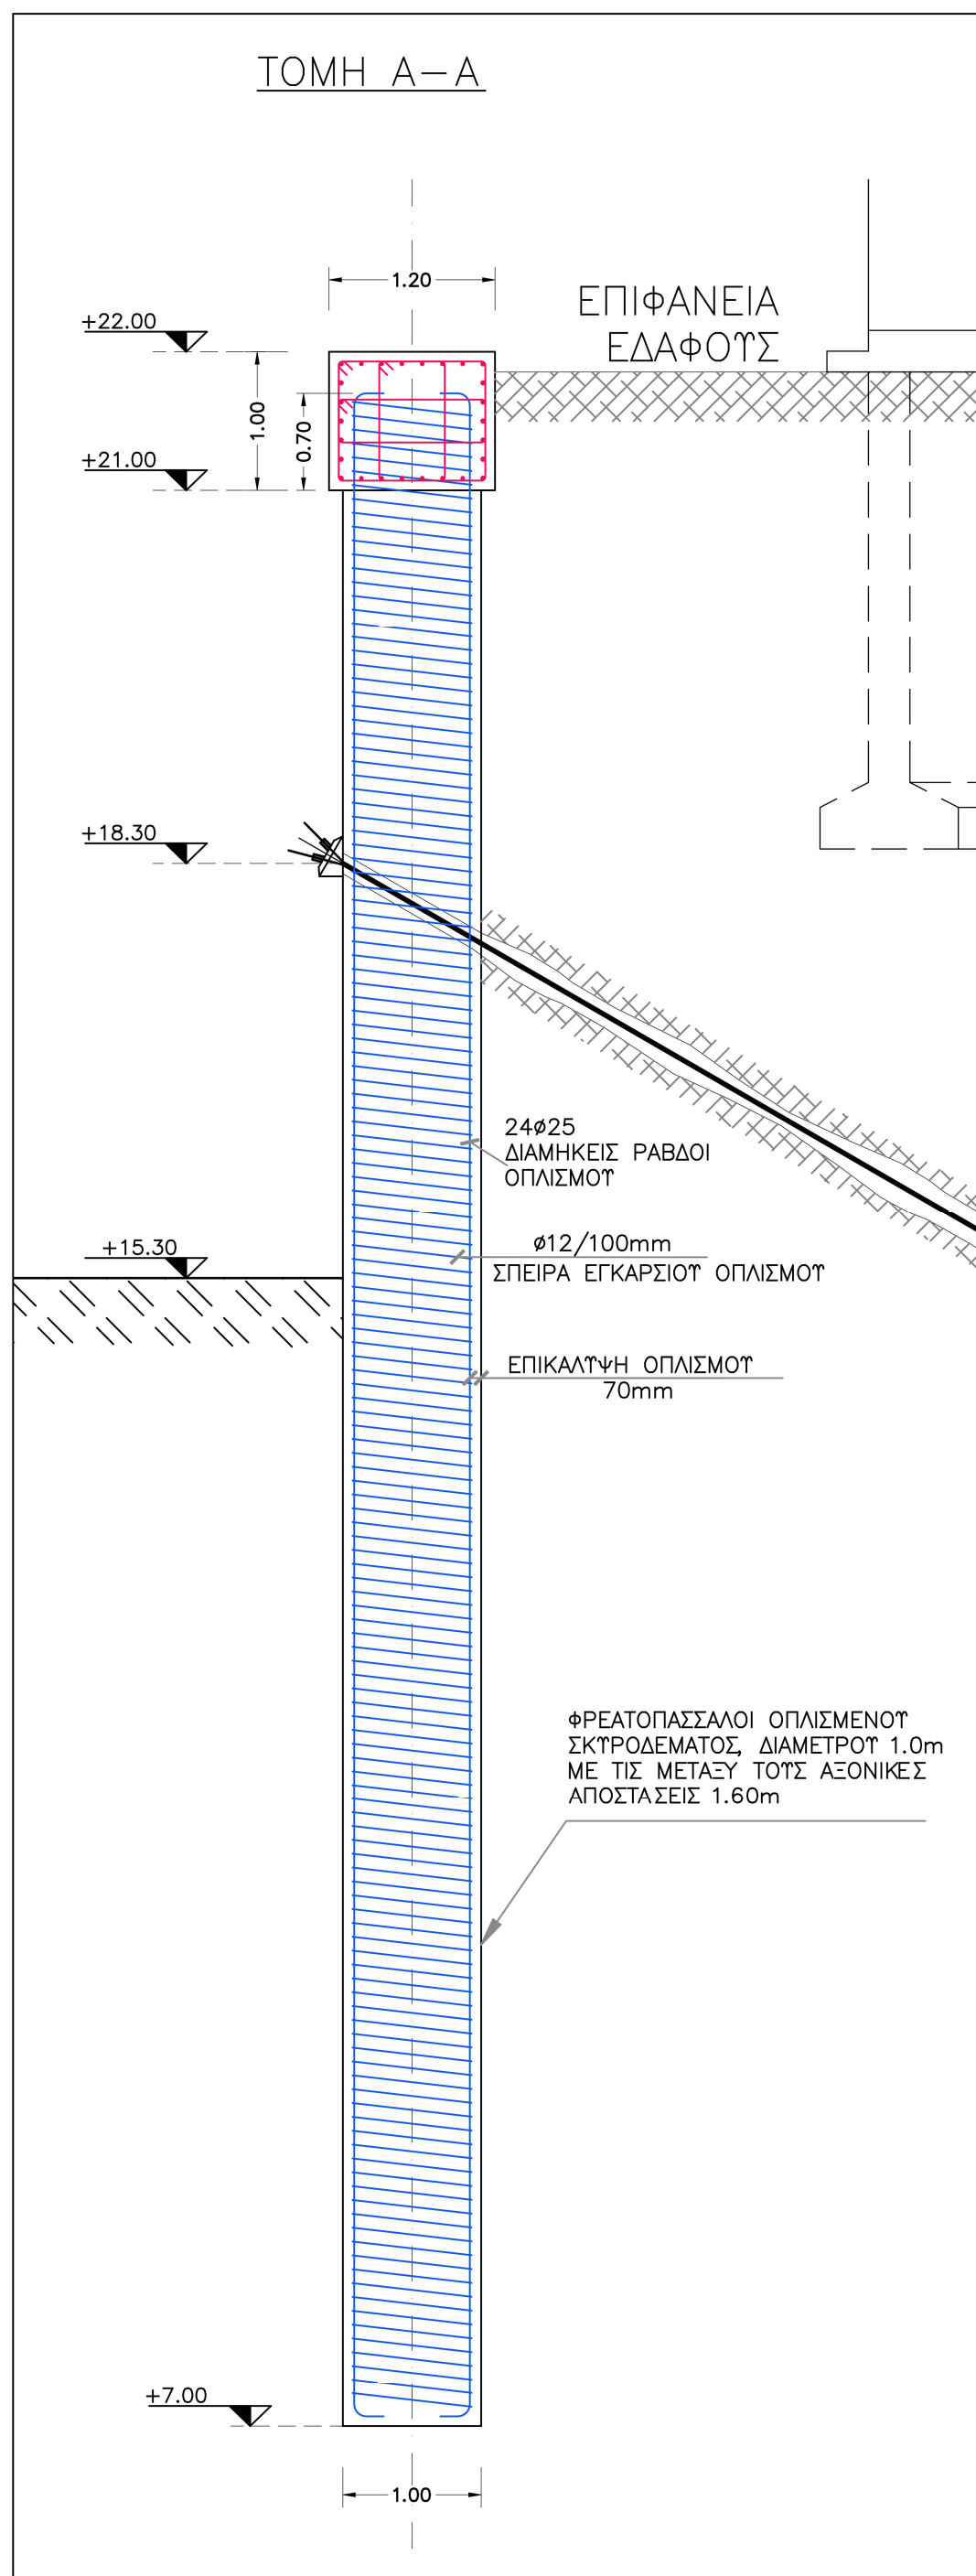 ΤΟΜΗ Α–Α
1.20
ΕΠΙΦΑΝΕΙΑ
ΕΔΑΦΟΥΣ
+22.00
1.00
0.70
+21.00
+18.30
24ø25
ΔΙΑΜΗΚΕΙΣ ΡΑΒΔΟΙ
ΟΠΛΙΣΜΟΥ
+15.30
ø12/100mm
ΣΠΕΙΡΑ ΕΓΚΑΡΣΙΟΥ ΟΠΛΙΣΜΟΥ
ΕΠΙΚΑΛΥΨΗ ΟΠΛΙΣΜΟΥ
70mm
ΦΡΕΑΤΟΠΑΣΣΑΛΟΙ ΟΠΛΙΣΜΕΝΟΥ
ΣΚΥΡΟΔΕΜΑΤΟΣ, ΔΙΑΜΕΤΡΟΥ 1.0m
ΜΕ ΤΙΣ ΜΕΤΑΞΥ ΤΟΥΣ ΑΞΟΝΙΚΕΣ
ΑΠΟΣΤΑΣΕΙΣ 1.60m
+7.00
1.00